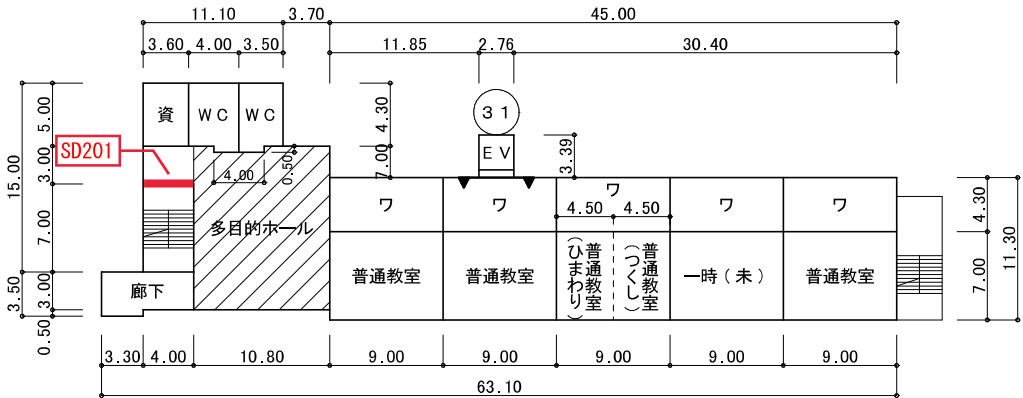 11.10
3.70
45.00
3.60
4.00
3.50
11.85
2.76
30.40
15.00
5.00
3.00
7.00
3.50
3.00
0.50
資
WC
WC
4.30
7.00
31
EV
3.39
SD201
4.00
0.50
多目的ホール
廊下
ワ
ワ
ワ
4.50
4.50
ワ
ワ
普通教室
普通教室
普通教室
(ひまわり)
普通教室
(つくし)
一時(未)
普通教室
4.30
7.00
11.30
3.30
4.00
10.80
9.00
9.00
9.00
9.00
9.00
63.10